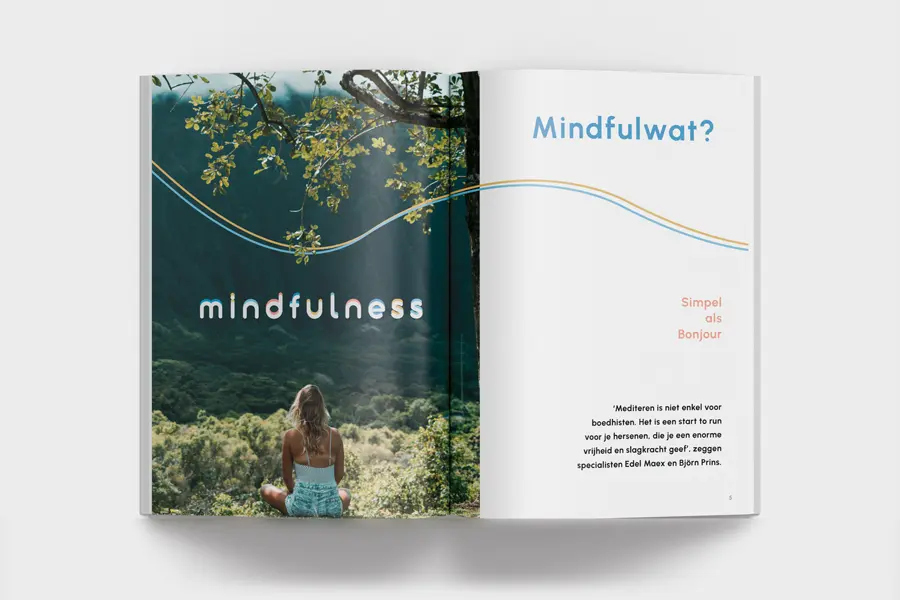 mindfulness
Mindfulwat?
Simpel
als
Bonjour
‘Mediteren is niet enkel voor
boedhisten. Het is een start to run
voor je hersenen, die je een enorme
vrijheid en slagkracht geef’, zeggen
specialisten Edel Maex en Björn Prins.